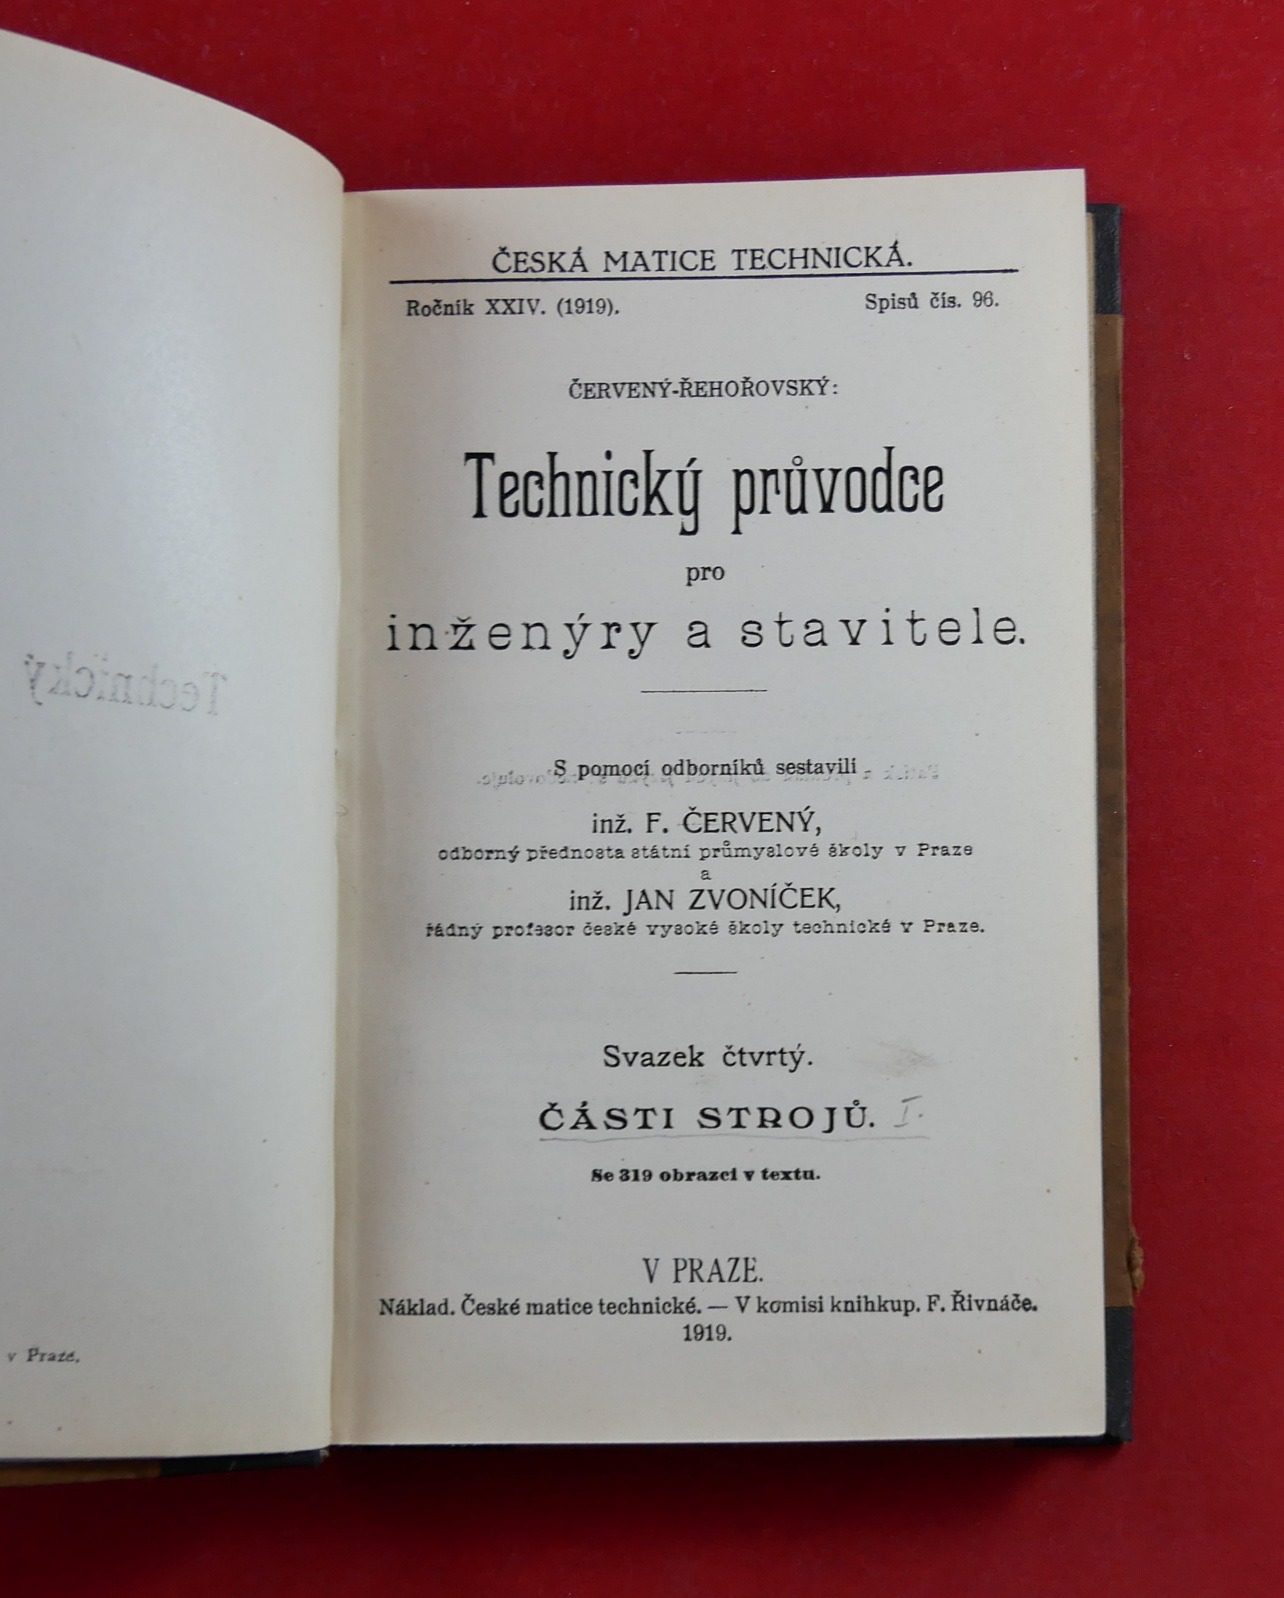 ČESKÁ MATICE TECHNICKÁ.
Ročník XXIV. (1919). Spisů čís. 96.
ČERVENÝ-ŘEHOŘOVSKÝ:
Technický průvodce
pro
inženýry a stavitele.
S pomocí odborníků sestavili
inž. F. ČERVENÝ,
odborný přednosta státní průmyslové školy v Praze
a
inž. JAN ZVONÍČEK,
řádný profesor české vysoké školy technické v Praze.
Svazek čtvrtý.
ČÁSTI STROJŮ. I.
Se 319 obrazci v textu.
V PRAZE.
Náklad. České matice technické. — V komisi knihkup. F. Řivnáče.
1919.
Technický
v Praze.